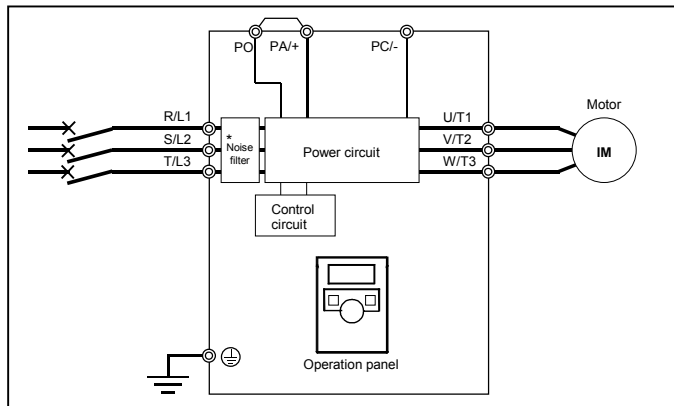 PO PA/+ PC/-
R/L1
S/L2
T/L3
*
Noise
filter
Power circuit
U/T1
V/T2
W/T3
Motor
IM
Control
circuit
Operation panel